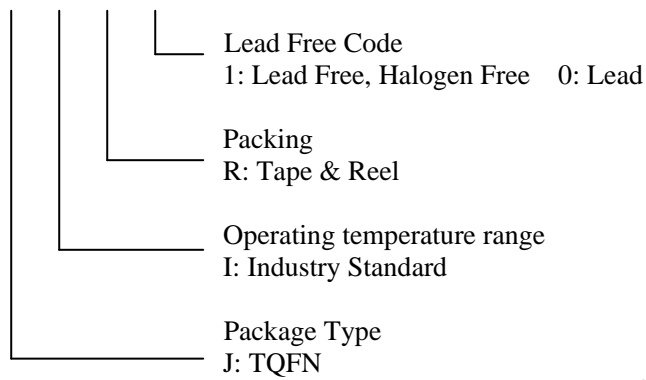 Lead Free Code
1: Lead Free, Halogen Free 0: Lead
Packing
R: Tape & Reel
Operating temperature range
I: Industry Standard
Package Type
J: TQFN